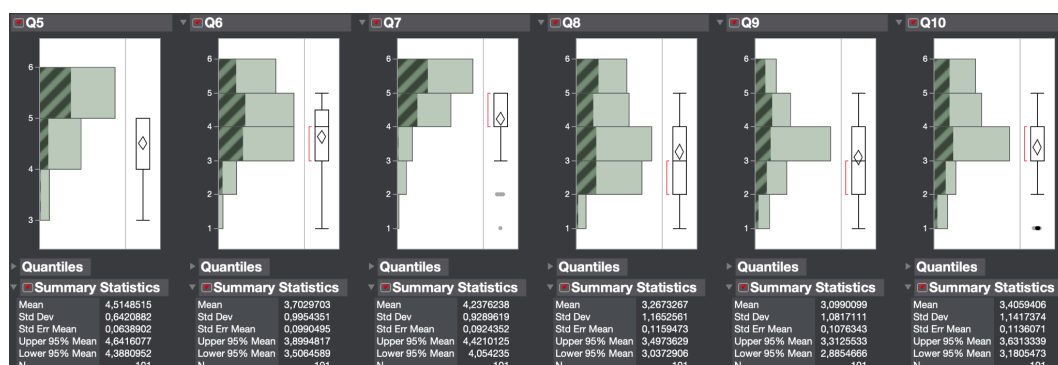 Q5 Q6 Q7 Q8 Q9 Q10
6 6 6 6 6 6
5 5 5 5 5
5 4 4 4 4 4
4 3 3 3 3 3
2 2 2 2 2
3 1 1 1 1 1
Quantiles Quantiles Quantiles Quantiles Quantiles Quantiles
Summary Statistics Summary Statistics Summary Statistics Summary Statistics Summary Statistics Summary Statistics
Mean 4,5148515 Mean 3,7029703 Mean 4,2376238 Mean 3,2673267 Mean 3,0990099 Mean 3,4059406
Std Dev 0,6420882 Std Dev 0,9954351 Std Dev 0,9289619 Std Dev 1,1652561 Std Dev 1,0817111 Std Dev 1,1417374
Std Err Mean 0,0638902 Std Err Mean 0,0990495 Std Err Mean 0,0924352 Std Err Mean 0,1159473 Std Err Mean 0,1076343 Std Err Mean 0,1136071
Upper 95% Mean 4,6416077 Upper 95% Mean 3,8994817 Upper 95% Mean 4,4210125 Upper 95% Mean 3,4973629 Upper 95% Mean 3,3125533 Upper 95% Mean 3,6313339
Lower 95% Mean 4,3880952 Lower 95% Mean 3,5064589 Lower 95% Mean 4,054235 Lower 95% Mean 3,0372906 Lower 95% Mean 2,8854666 Lower 95% Mean 3,1805473
N 101 N 101 N 101 N 101 N 101 N 101